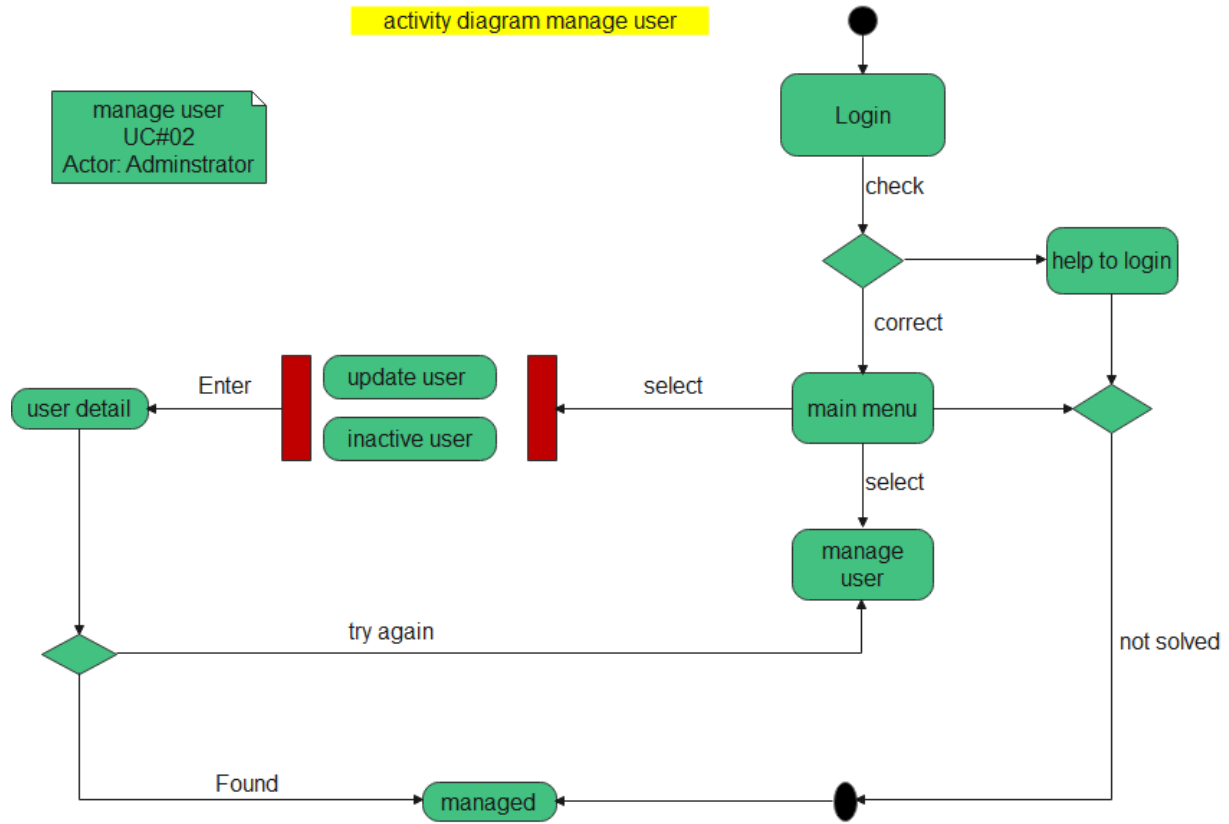 activity diagram manage user
manage user
UC#02
Actor: Adminstrator
Login
check
help to login
correct
update user
inactive user
Enter
select
user detail
main menu
select
manage
user
try again
not solved
Found
managed